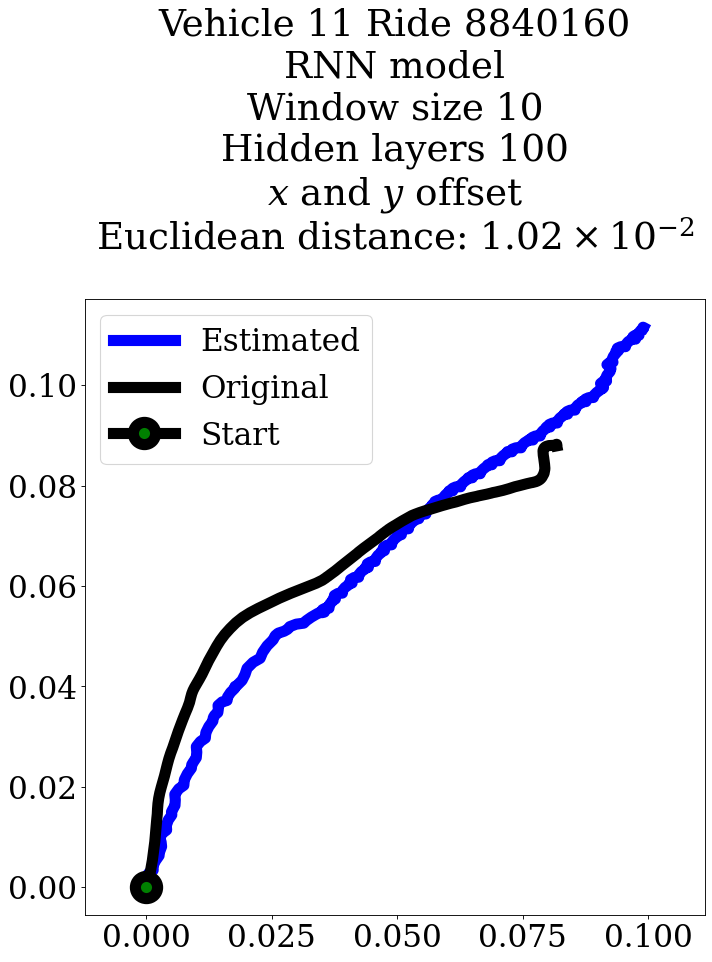 Vehicle 11 Ride 8840160
RNN model
Window size 10
Hidden layers 100
x and y offset
Euclidean distance: 1.02 × 10⁻²
Estimated
Original
Start
0.10
0.08
0.06
0.04
0.02
0.00
0.000 0.025 0.050 0.075 0.100